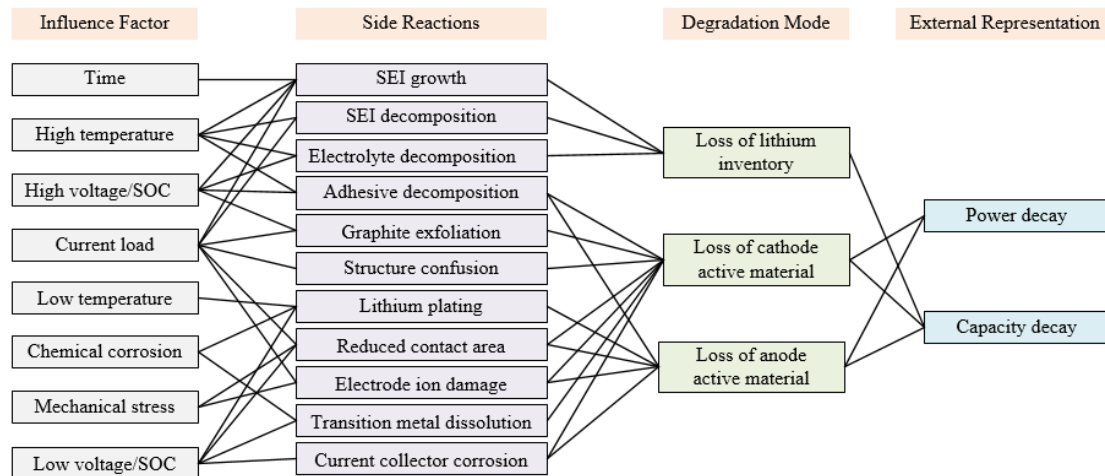 Influence Factor
Side Reactions
Degradation Mode
External Representation
Time
High temperature
High voltage/SOC
Current load
Low temperature
Chemical corrosion
Mechanical stress
Low voltage/SOC
SEI growth
SEI decomposition
Electrolyte decomposition
Adhesive decomposition
Graphite exfoliation
Structure confusion
Lithium plating
Reduced contact area
Electrode ion damage
Transition metal dissolution
Current collector corrosion
Loss of lithium
inventory
Loss of cathode
active material
Loss of anode
active material
Power decay
Capacity decay